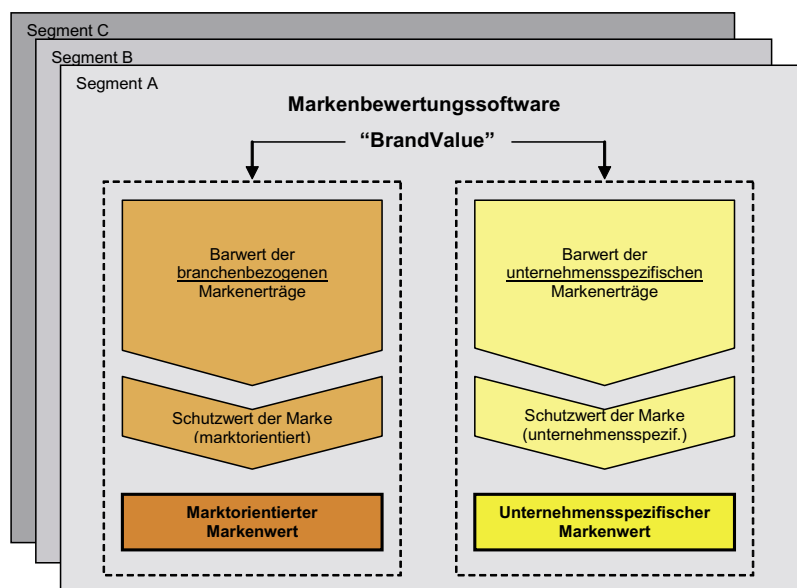 Segment C
Segment B
Segment A
Markenbewertungssoftware
“BrandValue”
Barwert der
branchenbezogenen
Markenerträge
Schutzwert der Marke
(marktorientiert)
Marktorientierter
Markenwert
Barwert der
unternehmensspezifischen
Markenerträge
Schutzwert der Marke
(unternehmensspezif.)
Unternehmensspezifischer
Markenwert